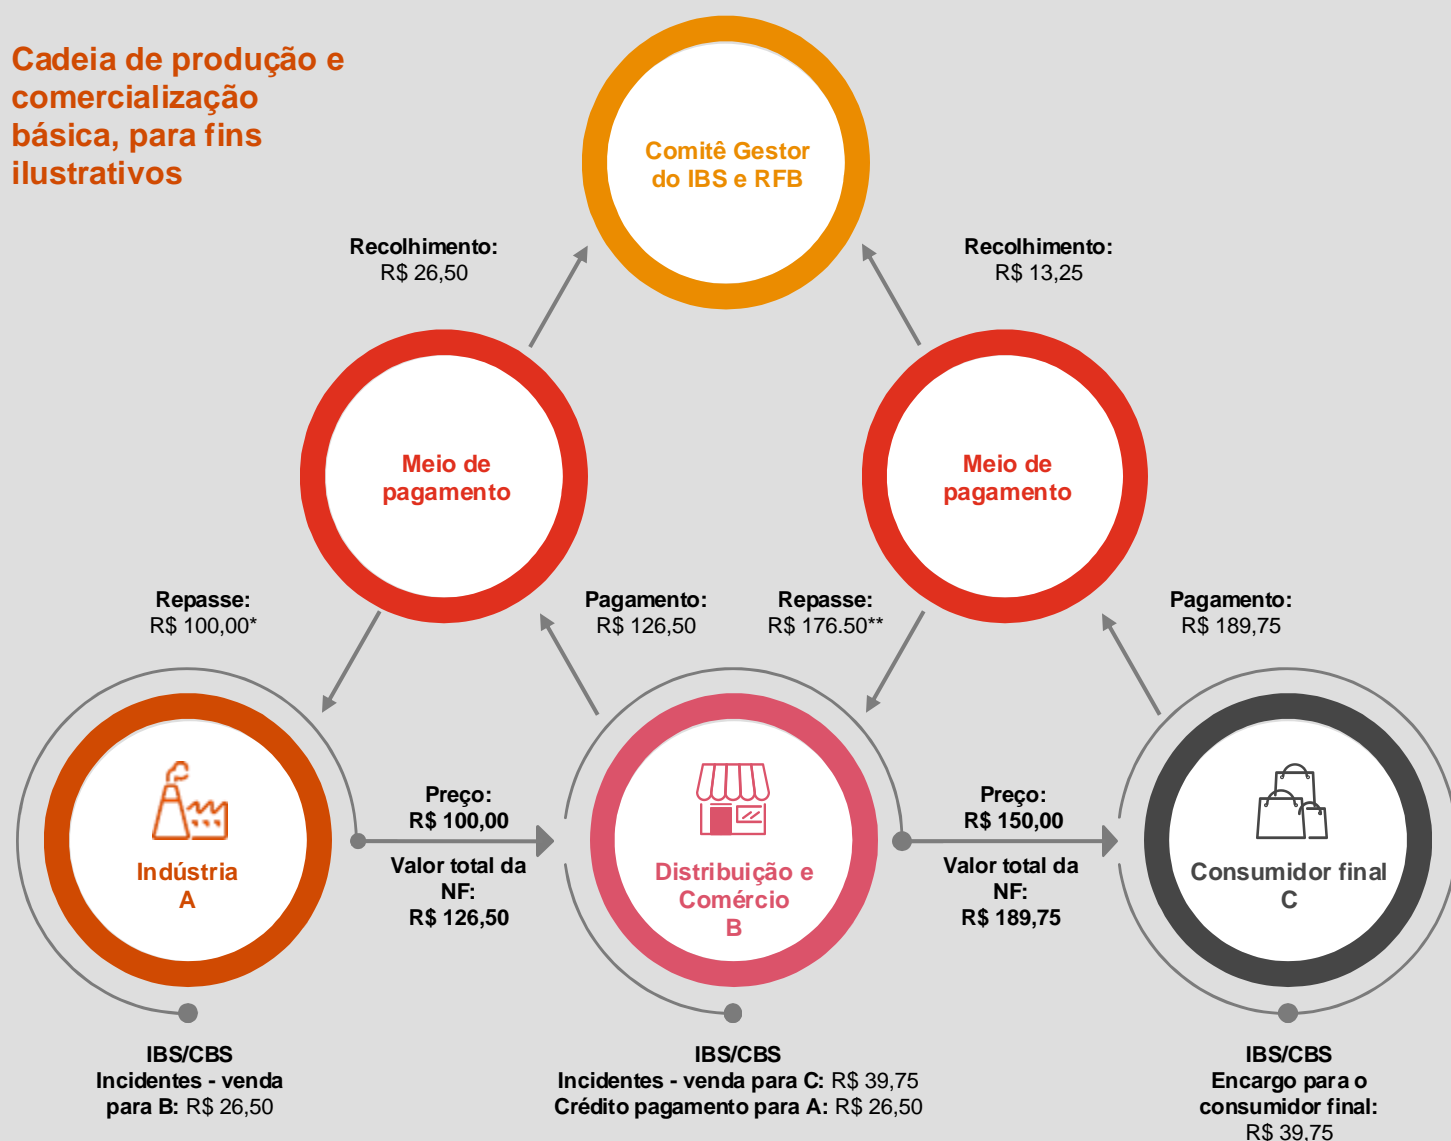 Cadeia de produção e
comercialização
básica, para fins
ilustrativos
Comitê Gestor
do IBS e RFB
Recolhimento:
R$ 26,50
Recolhimento:
R$ 13,25
Meio de
pagamento
Meio de
pagamento
Repasse:
R$ 100,00*
Pagamento:
R$ 126,50
Repasse:
R$ 176.50**
Pagamento:
R$ 189,75
Indústria
A
Preço:
R$ 100,00
Valor total da
NF:
R$ 126,50
Distribuição e
Comércio
B
Preço:
R$ 150,00
Valor total da
NF:
R$ 189,75
Consumidor final
C
IBS/CBS
Incidentes - venda
para B: R$ 26,50
IBS/CBS
Incidentes - venda para C: R$ 39,75
Crédito pagamento para A: R$ 26,50
IBS/CBS
Encargo para o
consumidor final:
R$ 39,75